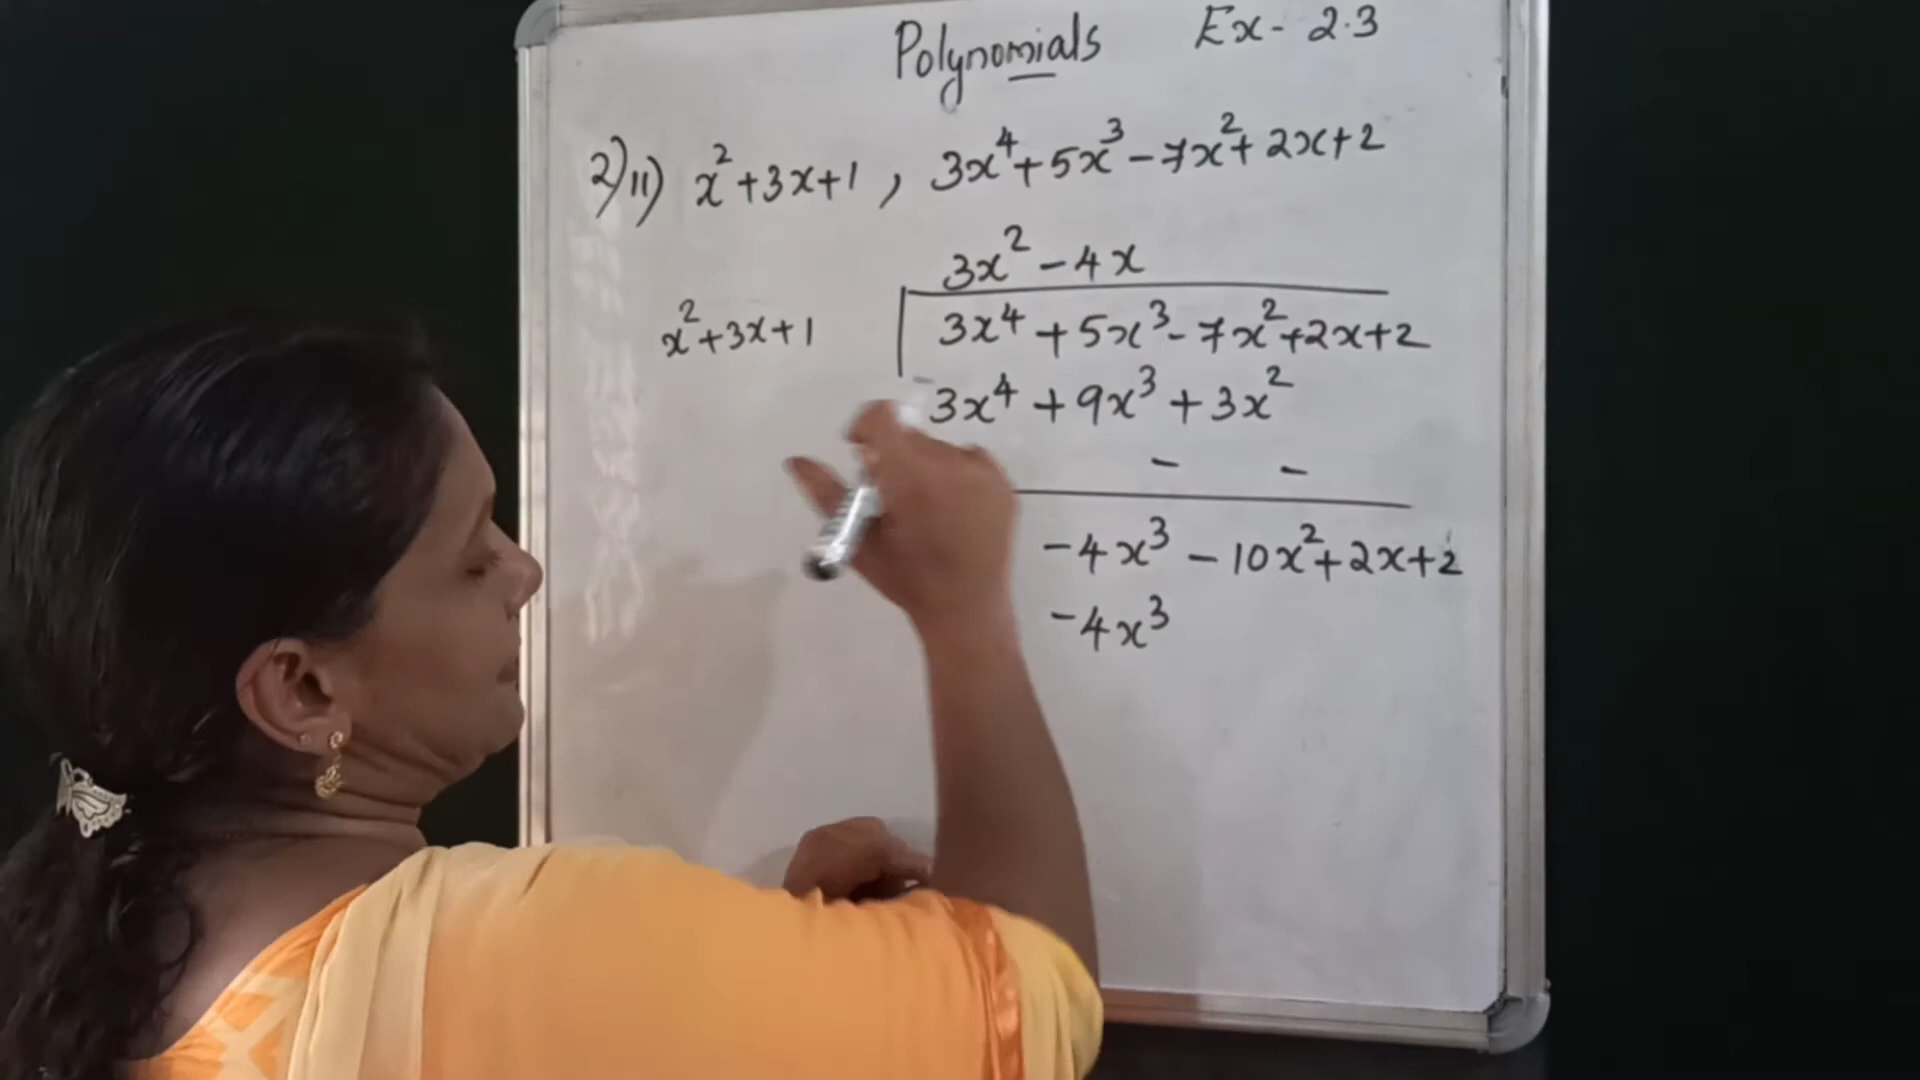 Polynomials Ex- 2.3
2) ii) x² + 3x + 1 , 3x⁴ + 5x³ - 7x² + 2x + 2
3x² - 4x
x² + 3x + 1 3x⁴ + 5x³ - 7x² + 2x + 2
3x⁴ + 9x³ + 3x²
- -
-4x³ - 10x² + 2x + 2
-4x³